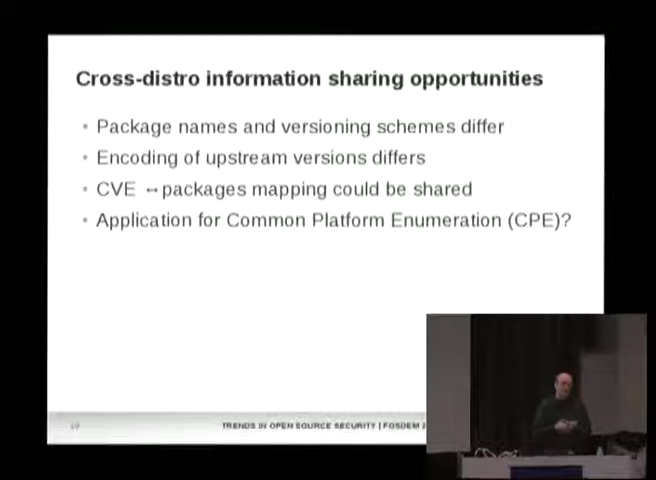 Cross-distro information sharing opportunities
• Package names and versioning schemes differ
• Encoding of upstream versions differs
• CVE ↔ packages mapping could be shared
• Application for Common Platform Enumeration (CPE)?
TRENDS IN OPEN SOURCE SECURITY | FOSDEM